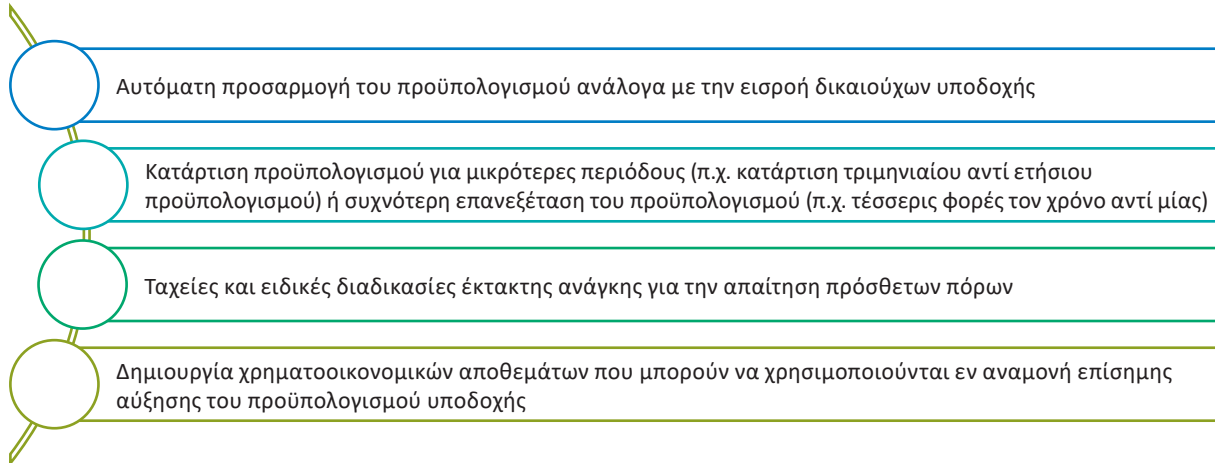 Αυτόματη προσαρμογή του προϋπολογισμού ανάλογα με την εισροή δικαιούχων υποδοχής
Κατάρτιση προϋπολογισμού για μικρότερες περιόδους (π.χ. κατάρτιση τριμηνιαίου αντί ετήσιου
προϋπολογισμού) ή συχνότερη επανεξέταση του προϋπολογισμού (π.χ. τέσσερις φορές τον χρόνο αντί μίας)
Ταχείες και ειδικές διαδικασίες έκτακτης ανάγκης για την απαίτηση πρόσθετων πόρων
Δημιουργία χρηματοοικονομικών αποθεμάτων που μπορούν να χρησιμοποιούνται εν αναμονή επίσημης
αύξησης του προϋπολογισμού υποδοχής